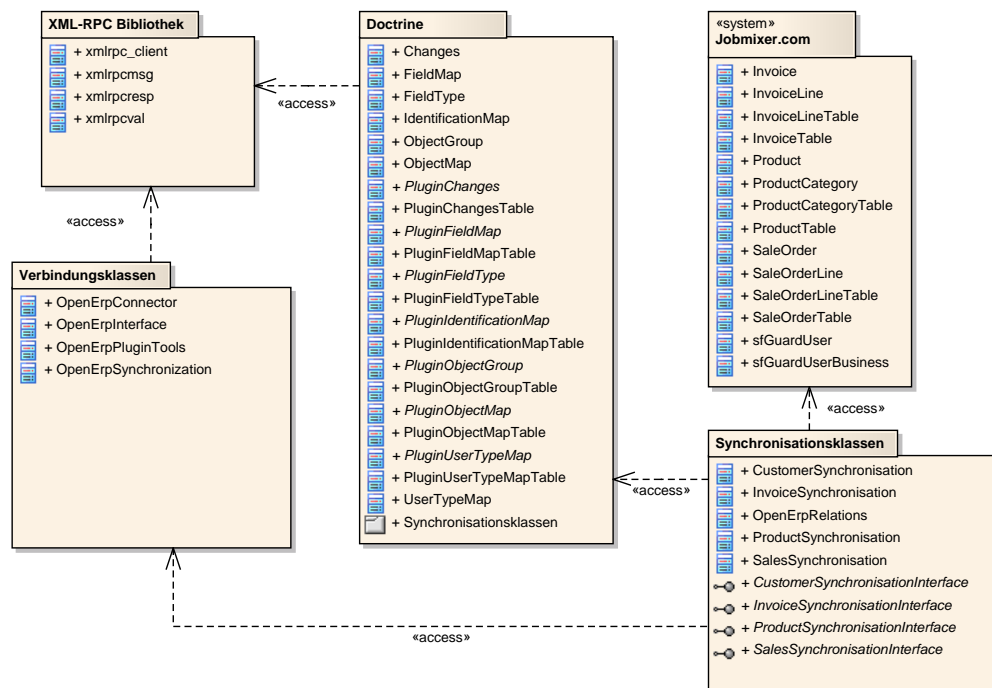 XML-RPC Bibliothek
+ xmlrpc_client
+ xmlrpcmsg
+ xmlrpcresp
+ xmlrpcval
«access»
«access»
Verbindungsklassen
+ OpenErpConnector
+ OpenErpInterface
+ OpenErpPluginTools
+ OpenErpSynchronization
Doctrine
+ Changes
+ FieldMap
+ FieldType
+ IdentificationMap
+ ObjectGroup
+ ObjectMap
+ PluginChanges
+ PluginChangesTable
+ PluginFieldMap
+ PluginFieldMapTable
+ PluginFieldType
+ PluginFieldTypeTable
+ PluginIdentificationMap
+ PluginIdentificationMapTable
+ PluginObjectGroup
+ PluginObjectGroupTable
+ PluginObjectMap
+ PluginObjectMapTable
+ PluginUserTypeMap
+ PluginUserTypeMapTable
+ UserTypeMap
+ Synchronisationsklassen
«system»
Jobmixer.com
+ Invoice
+ InvoiceLine
+ InvoiceLineTable
+ InvoiceTable
+ Product
+ ProductCategory
+ ProductCategoryTable
+ ProductTable
+ SaleOrder
+ SaleOrderLine
+ SaleOrderLineTable
+ SaleOrderTable
+ sfGuardUser
+ sfGuardUserBusiness
«access»
Synchronisationsklassen
+ CustomerSynchronisation
+ InvoiceSynchronisation
+ OpenErpRelations
+ ProductSynchronisation
+ SalesSynchronisation
+ CustomerSynchronisationInterface
+ InvoiceSynchronisationInterface
+ ProductSynchronisationInterface
+ SalesSynchronisationInterface
«access»
«access»